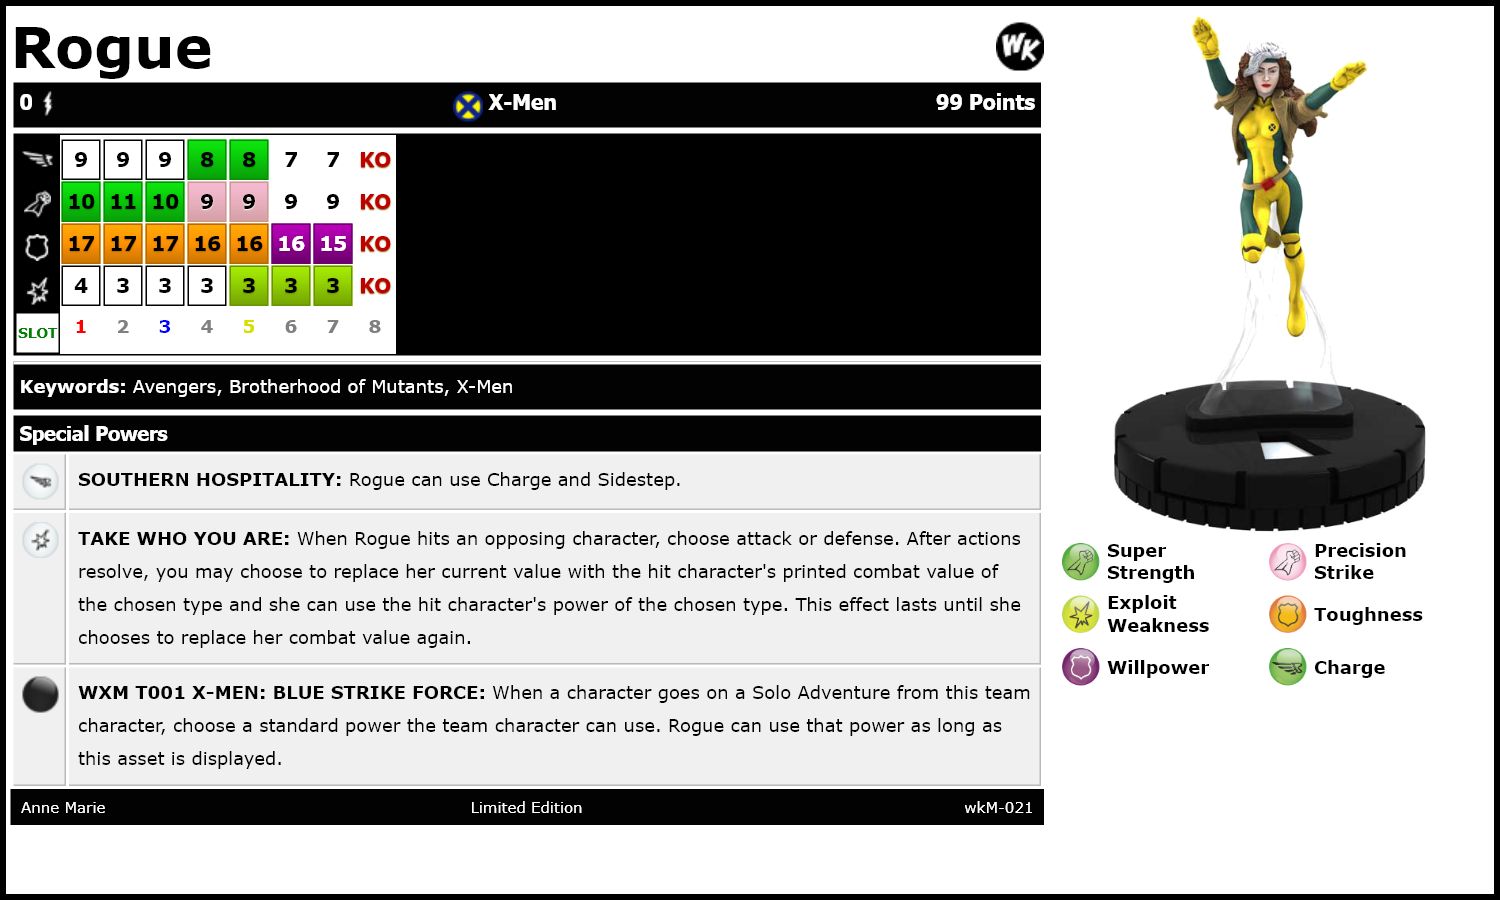 Rogue
WK
0
X-Men
99 Points
9 9 9 8 8 7 7 KO
10 11 10 9 9 9 9 KO
17 17 17 16 16 16 15 KO
4 3 3 3 3 3 3 KO
SLOT 1 2 3 4 5 6 7 8
Keywords: Avengers, Brotherhood of Mutants, X-Men
Special Powers
SOUTHERN HOSPITALITY: Rogue can use Charge and Sidestep.
TAKE WHO YOU ARE: When Rogue hits an opposing character, choose attack or defense. After actions
resolve, you may choose to replace her current value with the hit character's printed combat value of
the chosen type and she can use the hit character's power of the chosen type. This effect lasts until she
chooses to replace her combat value again.
WXM T001 X-MEN: BLUE STRIKE FORCE: When a character goes on a Solo Adventure from this team
character, choose a standard power the team character can use. Rogue can use that power as long as
this asset is displayed.
Anne Marie
Limited Edition
wkM-021
Super
Strength
Precision
Strike
Exploit
Weakness
Toughness
Willpower
Charge